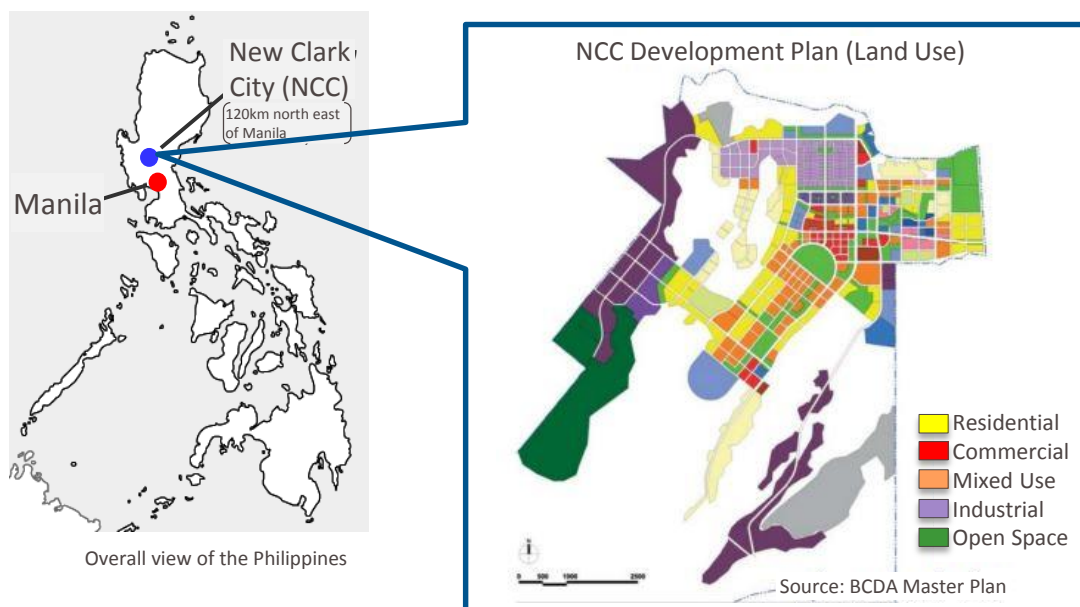 New Clark
City (NCC)
120km north east
of Manila
Manila
Overall view of the Philippines
NCC Development Plan (Land Use)
Residential
Commercial
Mixed Use
Industrial
Open Space
0 500 1000 2500
Source: BCDA Master Plan